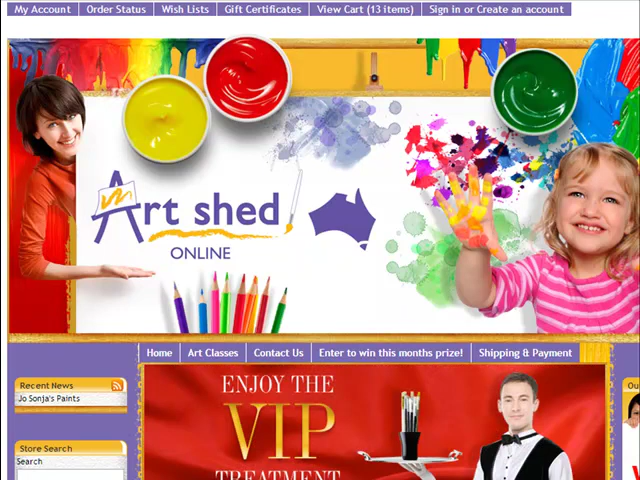 My Account Order Status Wish Lists Gift Certificates View Cart (13 items) Sign in or Create an account
Art shed
ONLINE
Home Art Classes Contact Us Enter to win this months prize! Shipping & Payment
Recent News
Jo Sonja's Paints
Store Search
Search
ENJOY THE
VIP
TREATMENT
Ou